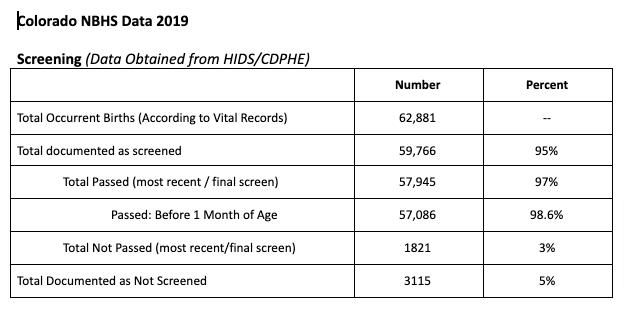 Colorado NBHS Data 2019
Screening (Data Obtained from HIDS/CDPHE)
Number Percent
Total Occurrent Births (According to Vital Records) 62,881 --
Total documented as screened 59,766 95%
Total Passed (most recent / final screen) 57,945 97%
Passed: Before 1 Month of Age 57,086 98.6%
Total Not Passed (most recent/final screen) 1821 3%
Total Documented as Not Screened 3115 5%